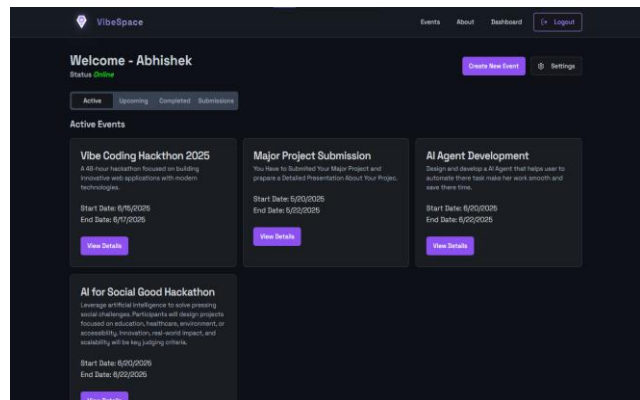 VibeSpace
Events About Dashboard Logout
Welcome - Abhishek
Status Online
Create New Event Settings
Active Upcoming Completed Submissions
Active Events
Vibe Coding Hackthon 2025
A 48-hour hackathon focused on building
innovative web applications with modern
technologies.
Start Date: 6/16/2025
End Date: 6/17/2025
View Details
Major Project Submission
You Have to Submited Your Major Project and
prapare a Detailed Presentation About Your Projec.
Start Date: 5/20/2025
End Date: 6/22/2025
View Details
AI Agent Development
Design and develop a AI Agent that helps user to
automate there task make her work smooth and
save there time.
Start Date: 6/20/2025
End Date: 6/22/2025
View Details
AI for Social Good Hackathon
Leverage artificial intelligence to solve pressing
social challenges. Participants will design projects
focused on education, healthcare, environment, or
accessibility. Innovation, real-world impact, and
scalability will be key judging criteria.
Start Date: 6/20/2025
End Date: 6/22/2025
View Details